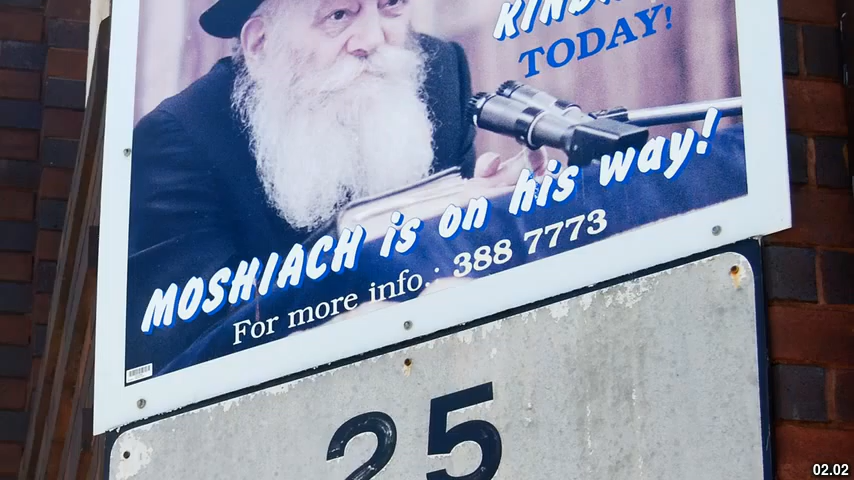 TODAY!
MOSHIACH is on his way!
For more info.: 388 7773
25
02.02